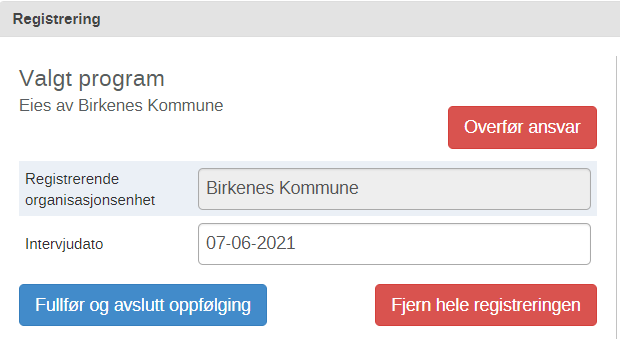 Registrering
Valgt program
Eies av Birkenes Kommune
Overfør ansvar
Registrerende
organisasjonsenhet
Birkenes Kommune
Intervjudato
07-06-2021
Fullfør og avslutt oppfølging
Fjern hele registreringen